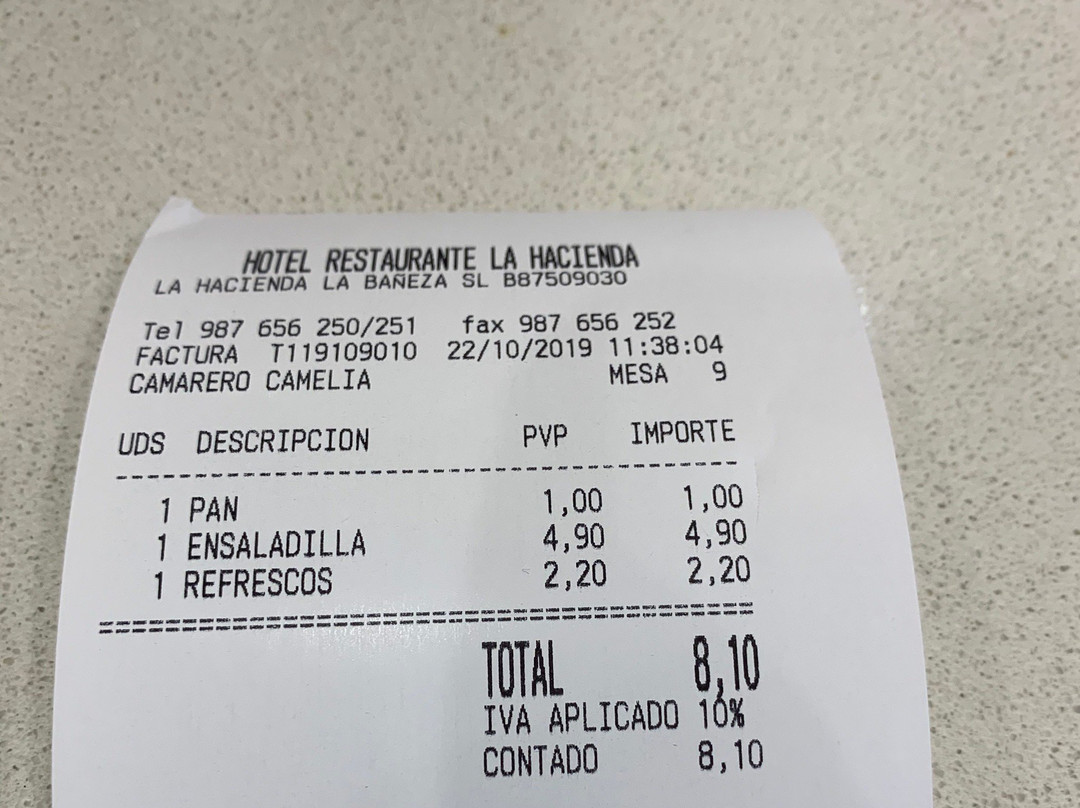 HOTEL RESTAURANTE LA HACIENDA
LA HACIENDA LA BAÑEZA SL B87509030
Tel 987 656 250/251 fax 987 656 252
FACTURA T119109010 22/10/2019 11:38:04
CAMARERO CAMELIA MESA 9
UDS DESCRIPCION PVP IMPORTE
1 PAN 1,00 1,00
1 ENSALADILLA 4,90 4,90
1 REFRESCOS 2,20 2,20
TOTAL 8,10
IVA APLICADO 10%
CONTADO 8,10